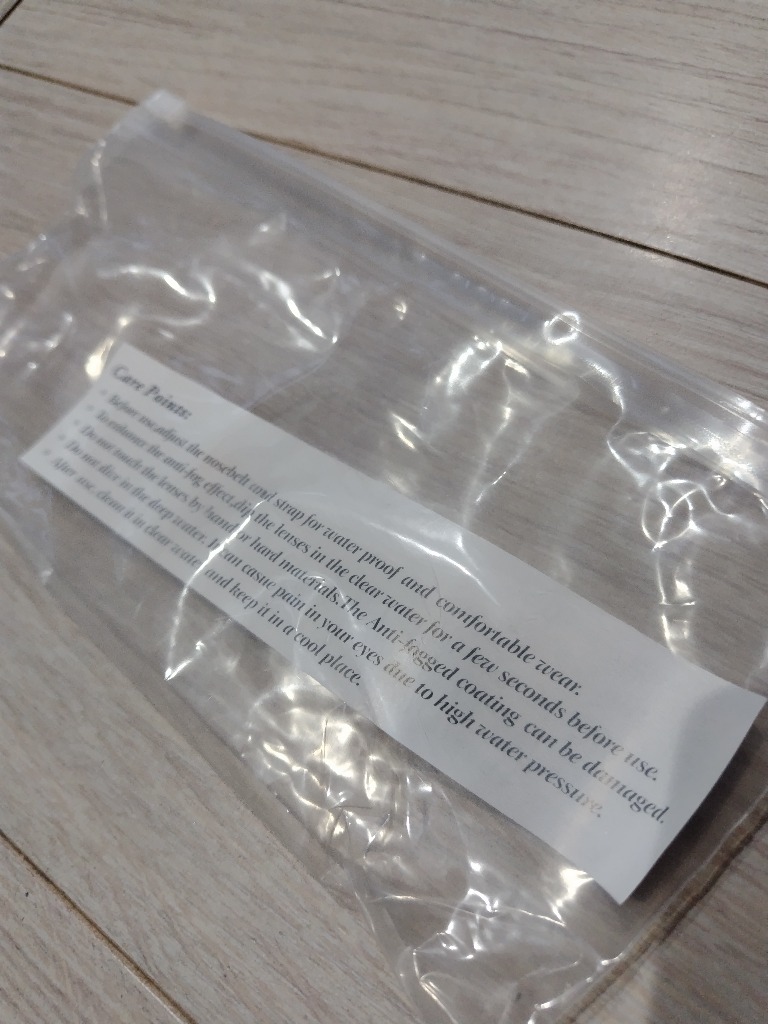 Care Points:
Before use,adjust the nosebelt and strap for water proof and comfortable wear.
To enhance the anti-fog effect,dip the lenses in the clear water for a few seconds before use.
Do not touch the lenses by hand or hard materials.The Anti-fogged coating can be damaged.
Do not dive in the deep water. It can casue pain in your eyes due to high water pressure.
After use, clean it in clear water and keep it in a cool place.